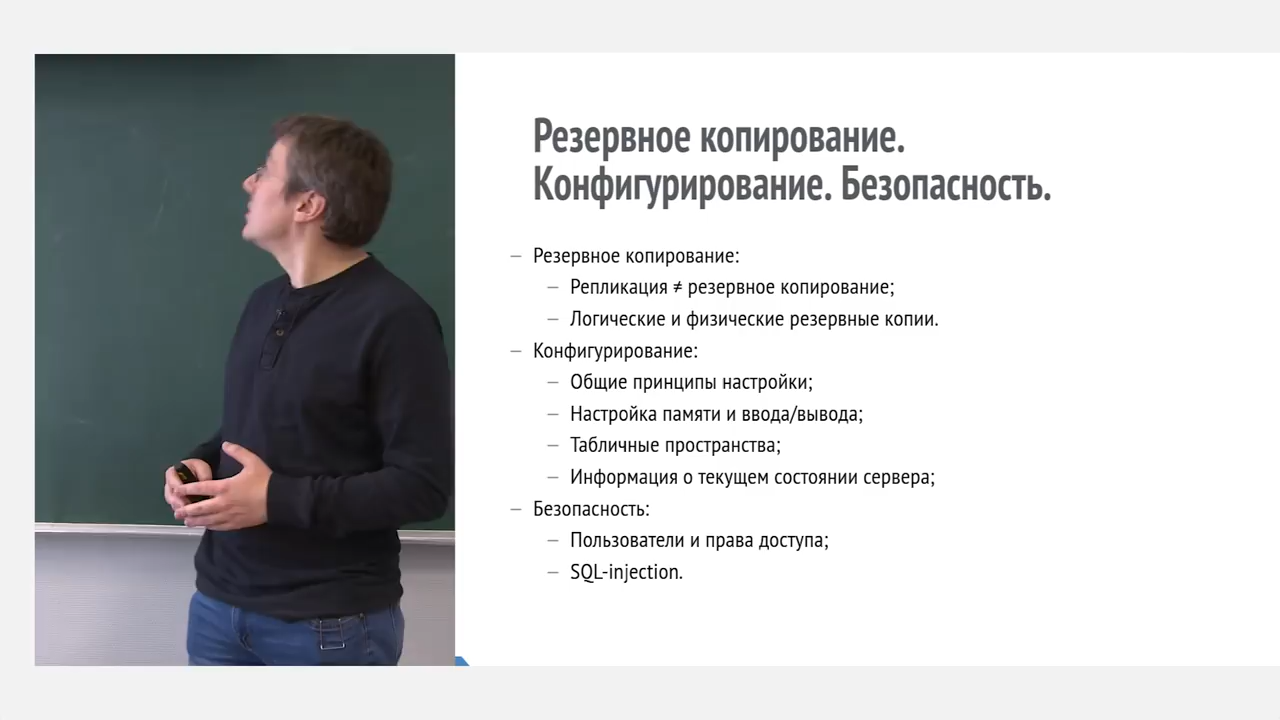 Резервное копирование.
Конфигурирование. Безопасность.
– Резервное копирование:
– Репликация ≠ резервное копирование;
– Логические и физические резервные копии.
– Конфигурирование:
– Общие принципы настройки;
– Настройка памяти и ввода/вывода;
– Табличные пространства;
– Информация о текущем состоянии сервера;
– Безопасность:
– Пользователи и права доступа;
– SQL-injection.